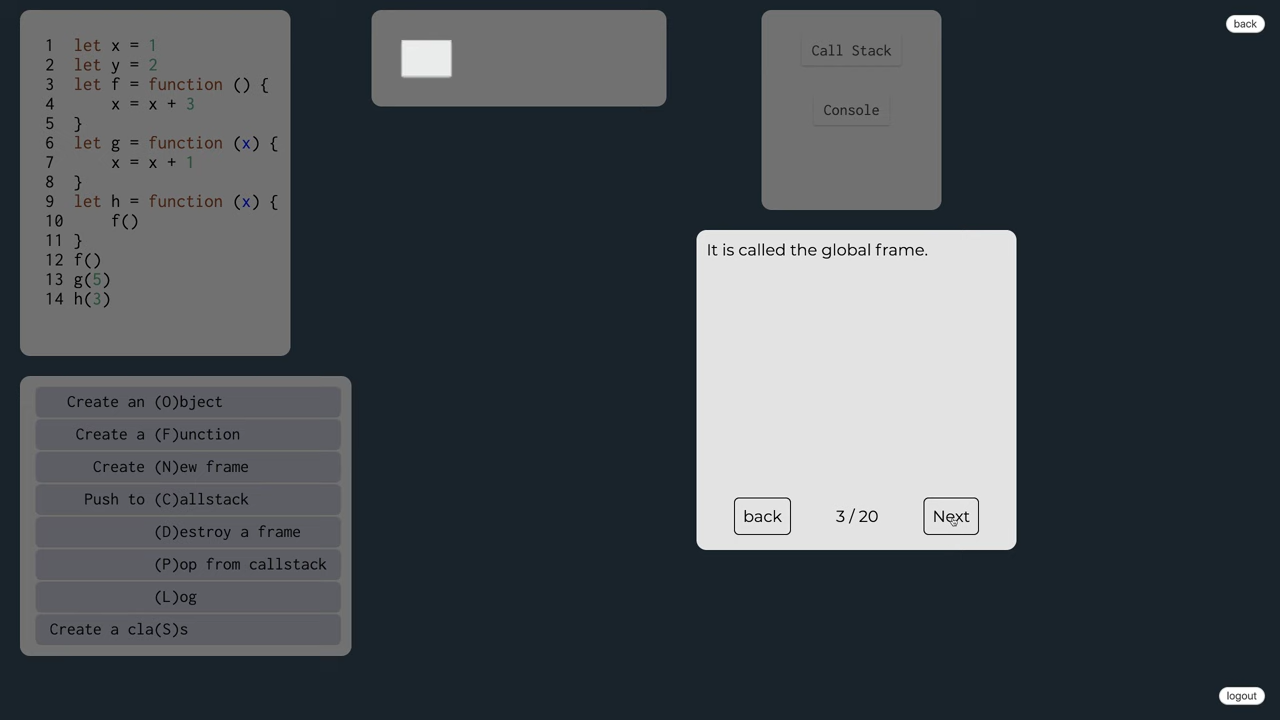 1 let x = 1
2 let y = 2
3 let f = function () {
4     x = x + 3
5 }
6 let g = function (x) {
7     x = x + 1
8 }
9 let h = function (x) {
10     f()
11 }
12 f()
13 g(5)
14 h(3)
Create an (O)bject
Create a (F)unction
Create (N)ew frame
Push to (C)allstack
(D)estroy a frame
(P)op from callstack
(L)og
Create a cla(S)s
Call Stack
Console
back
It is called the global frame.
back 3 / 20 Next
logout